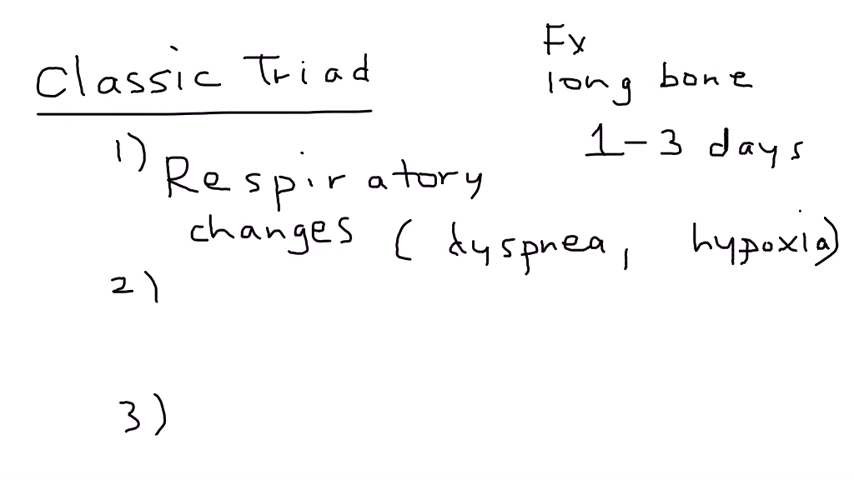 Classic Triad
Fx
long bone
1-3 days
1) Respiratory
changes (dyspnea, hypoxia)
2)
3)